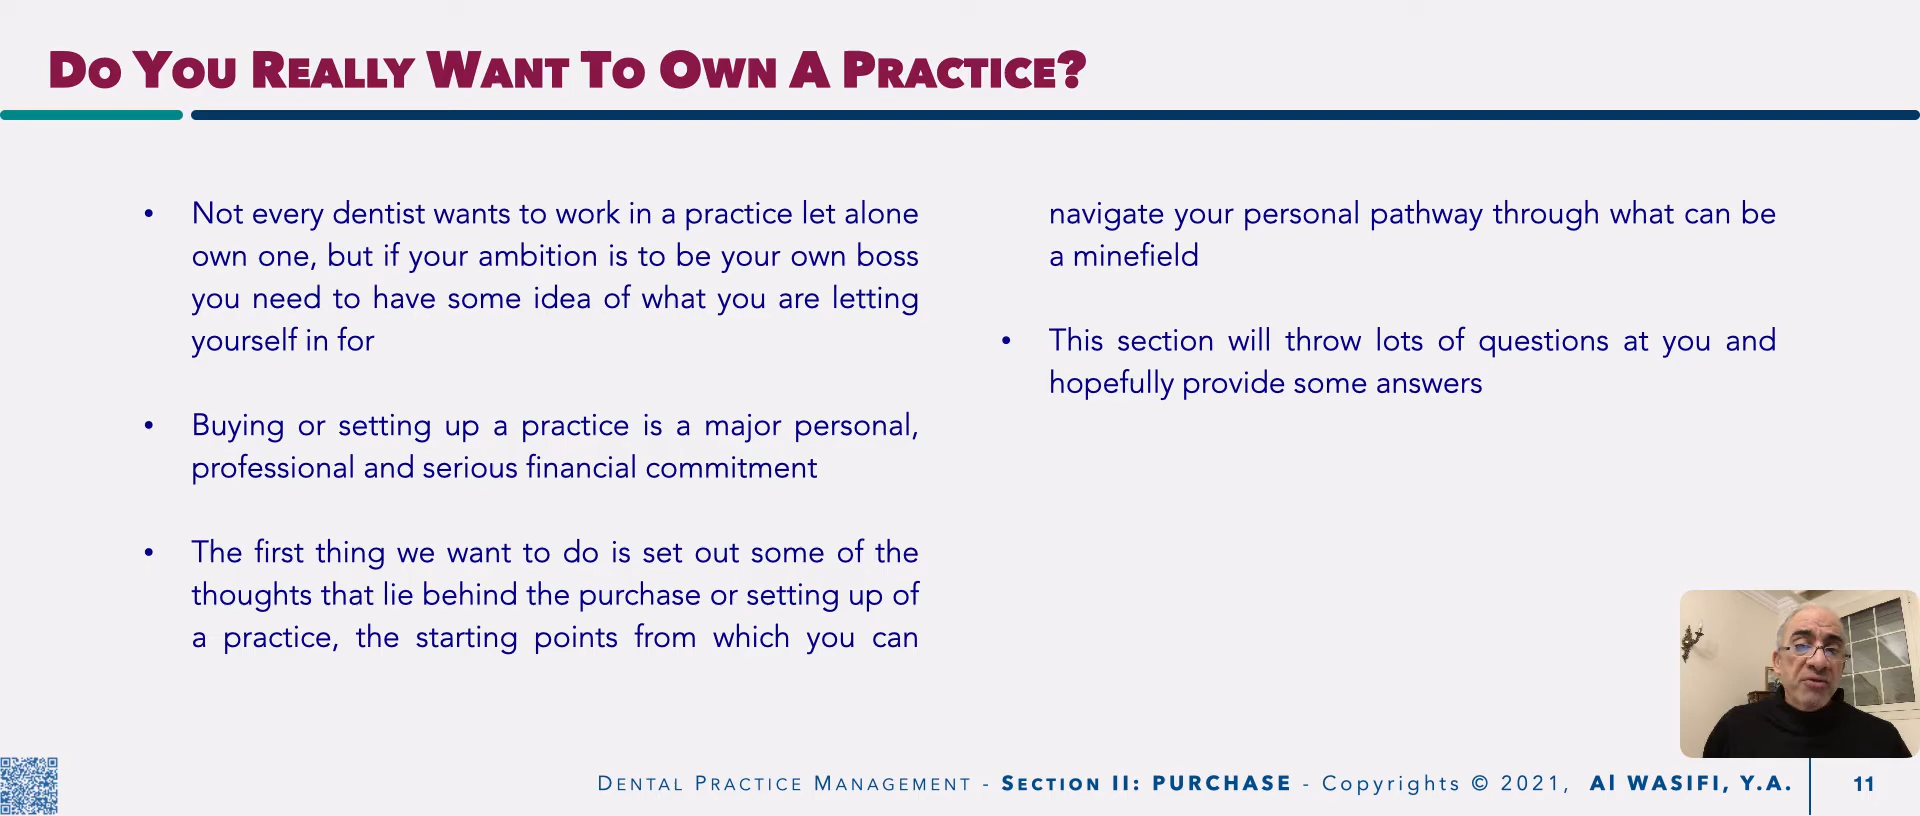 DO YOU REALLY WANT TO OWN A PRACTICE?
• Not every dentist wants to work in a practice let alone
own one, but if your ambition is to be your own boss
you need to have some idea of what you are letting
yourself in for
• Buying or setting up a practice is a major personal,
professional and serious financial commitment
• The first thing we want to do is set out some of the
thoughts that lie behind the purchase or setting up of
a practice, the starting points from which you can
navigate your personal pathway through what can be
a minefield
• This section will throw lots of questions at you and
hopefully provide some answers
DENTAL PRACTICE MANAGEMENT - SECTION II: PURCHASE - Copyrights © 2021, Al WASIFI, Y.A.
11